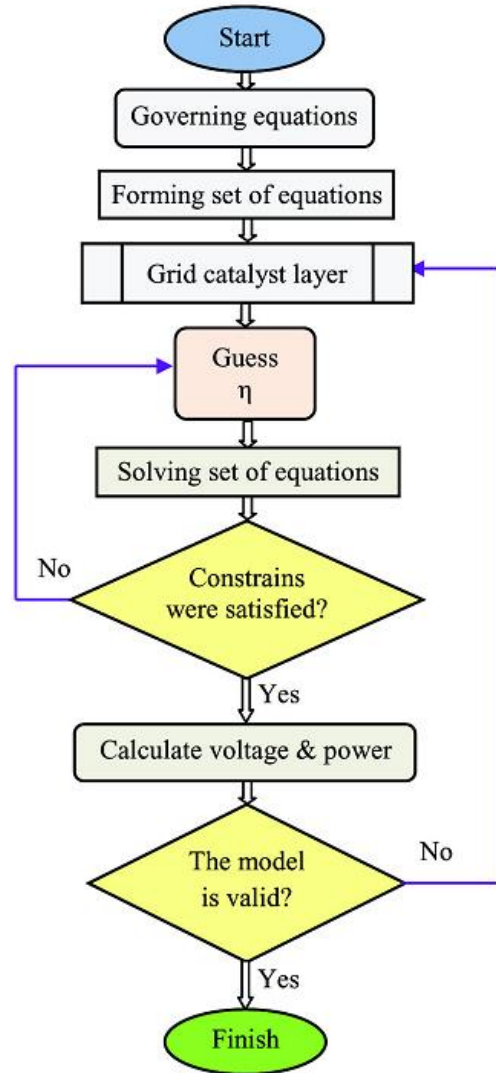 Start
Governing equations
Forming set of equations
Grid catalyst layer
Guess
η
Solving set of equations
No
Constrains
were satisfied?
Yes
Calculate voltage & power
The model
is valid?
No
Yes
Finish